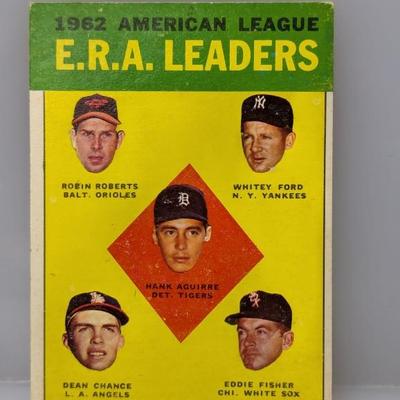 1962 AMERICAN LEAGUE
E.R.A. LEADERS
ROBIN ROBERTS
BALT. ORIOLES
WHITEY FORD
N. Y. YANKEES
HANK AGUIRRE
DET. TIGERS
DEAN CHANCE
L. A. ANGELS
EDDIE FISHER
CHI. WHITE SOX